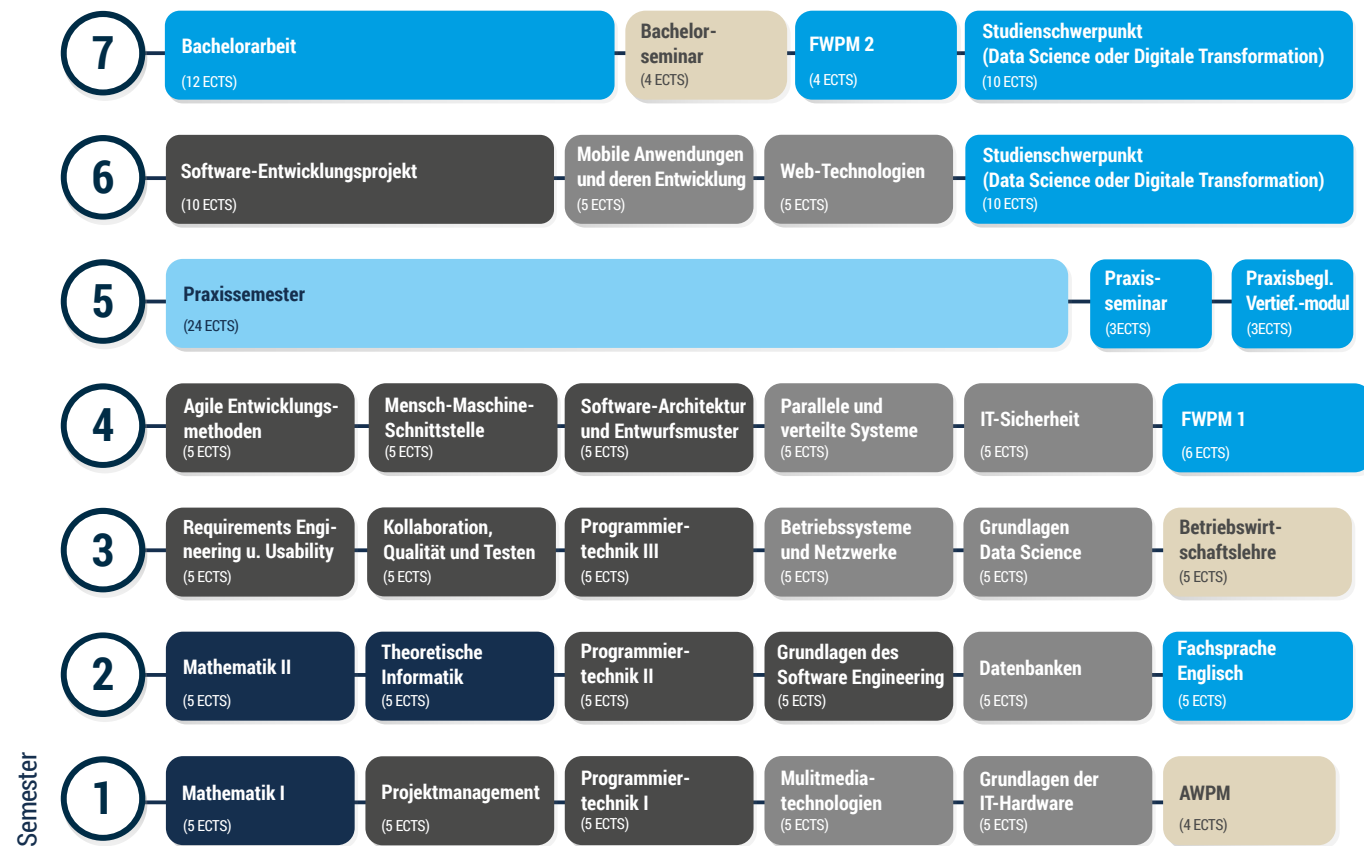 7
Bachelorarbeit
(12 ECTS)
Bachelor-
seminar
(4 ECTS)
FWPM 2
(4 ECTS)
Studienschwerpunkt
(Data Science oder Digitale Transformation)
(10 ECTS)
6
Software-Entwicklungsprojekt
(10 ECTS)
Mobile Anwendungen
und deren Entwicklung
(5 ECTS)
Web-Technologien
(5 ECTS)
Studienschwerpunkt
(Data Science oder Digitale Transformation)
(10 ECTS)
5
Praxissemester
(24 ECTS)
Praxis-
seminar
(3ECTS)
Praxisbegl.
Vertief.-modul
(3ECTS)
4
Agile Entwicklungs-
methoden
(5 ECTS)
Mensch-Maschine-
Schnittstelle
(5 ECTS)
Software-Architektur
und Entwurfsmuster
(5 ECTS)
Parallele und
verteilte Systeme
(5 ECTS)
IT-Sicherheit
(5 ECTS)
FWPM 1
(6 ECTS)
3
Requirements Engi-
neering u. Usability
(5 ECTS)
Kollaboration,
Qualität und Testen
(5 ECTS)
Programmier-
technik III
(5 ECTS)
Betriebssysteme
und Netzwerke
(5 ECTS)
Grundlagen
Data Science
(5 ECTS)
Betriebswirt-
schaftslehre
(5 ECTS)
2
Mathematik II
(5 ECTS)
Theoretische
Informatik
(5 ECTS)
Programmier-
technik II
(5 ECTS)
Grundlagen des
Software Engineering
(5 ECTS)
Datenbanken
(5 ECTS)
Fachsprache
Englisch
(5 ECTS)
Semester
1
Mathematik I
(5 ECTS)
Projektmanagement
(5 ECTS)
Programmier-
technik I
(5 ECTS)
Mulitmedia-
technologien
(5 ECTS)
Grundlagen der
IT-Hardware
(5 ECTS)
AWPM
(4 ECTS)